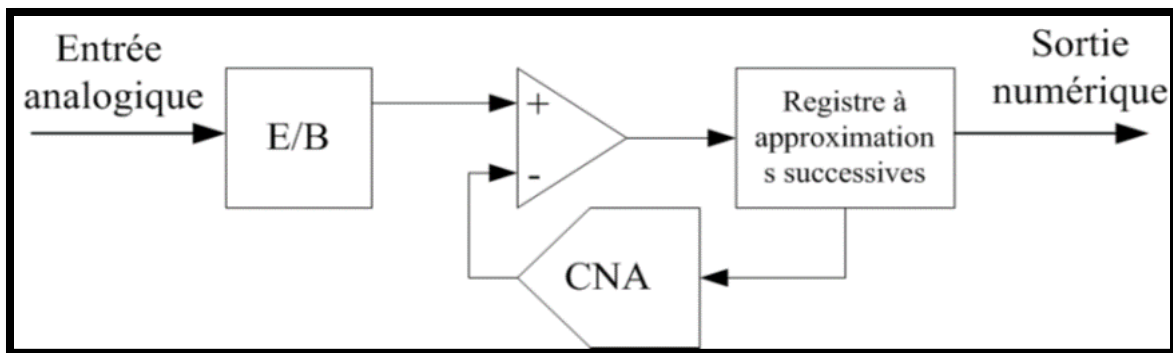 Entrée
analogique
E/B
+
-
Registre à
approximation
s successives
Sortie
numérique
CNA